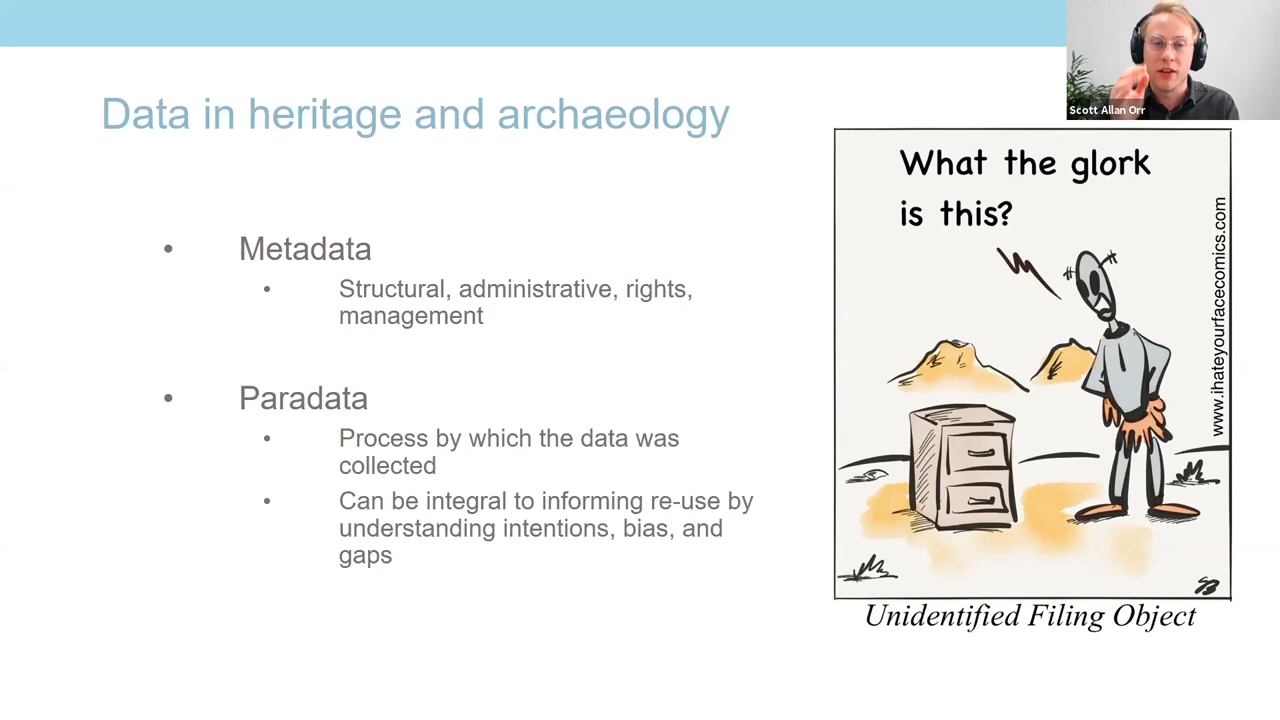 Data in heritage and archaeology
Scott Allan Orr
• Metadata
• Structural, administrative, rights,
management
• Paradata
• Process by which the data was
collected
• Can be integral to informing re-use by
understanding intentions, bias, and
gaps
What the glork
is this?
www.ihateyourfacecomics.com
Unidentified Filing Object